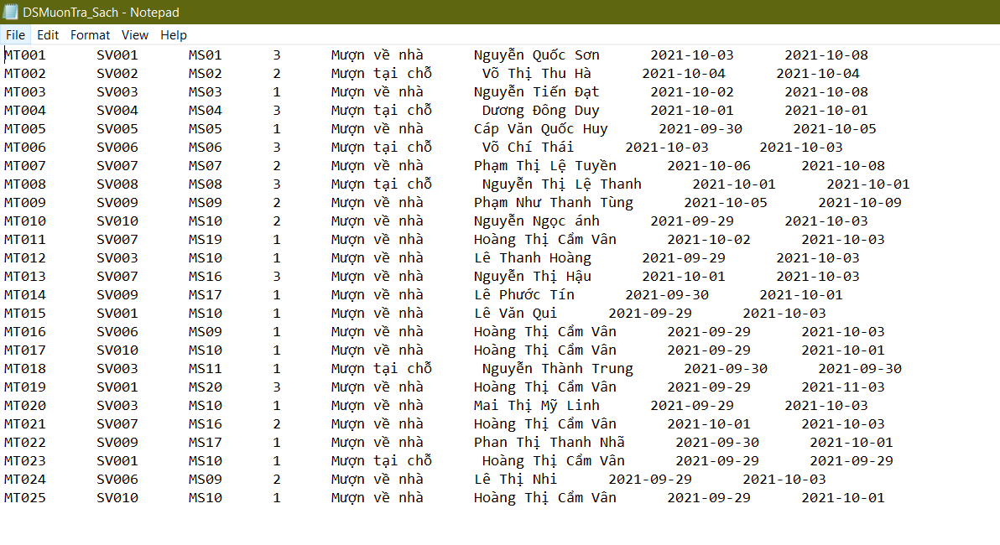 DSMuonTra_Sach - Notepad
File Edit Format View Help
MT001 SV001 MS01 3 Mượn về nhà Nguyễn Quốc Sơn 2021-10-03 2021-10-08
MT002 SV002 MS02 2 Mượn tại chỗ Võ Thị Thu Hà 2021-10-04 2021-10-04
MT003 SV003 MS03 1 Mượn về nhà Nguyễn Tiến Đạt 2021-10-02 2021-10-08
MT004 SV004 MS04 3 Mượn tại chỗ Dương Đông Duy 2021-10-01 2021-10-01
MT005 SV005 MS05 1 Mượn về nhà Cáp Văn Quốc Huy 2021-09-30 2021-10-05
MT006 SV006 MS06 3 Mượn tại chỗ Võ Chí Thái 2021-10-03 2021-10-03
MT007 SV007 MS07 2 Mượn về nhà Phạm Thị Lệ Tuyền 2021-10-06 2021-10-08
MT008 SV008 MS08 3 Mượn tại chỗ Nguyễn Thị Lệ Thanh 2021-10-01 2021-10-01
MT009 SV009 MS09 2 Mượn về nhà Phạm Như Thanh Tùng 2021-10-05 2021-10-09
MT010 SV010 MS10 2 Mượn về nhà Nguyễn Ngọc ánh 2021-09-29 2021-10-03
MT011 SV007 MS19 1 Mượn về nhà Hoàng Thị Cẩm Vân 2021-10-02 2021-10-03
MT012 SV003 MS10 1 Mượn về nhà Lê Thanh Hoàng 2021-09-29 2021-10-03
MT013 SV007 MS16 3 Mượn về nhà Nguyễn Thị Hậu 2021-10-01 2021-10-03
MT014 SV009 MS17 1 Mượn về nhà Lê Phước Tín 2021-09-30 2021-10-01
MT015 SV001 MS10 1 Mượn về nhà Lê Văn Qui 2021-09-29 2021-10-03
MT016 SV006 MS09 1 Mượn về nhà Hoàng Thị Cẩm Vân 2021-09-29 2021-10-03
MT017 SV010 MS10 1 Mượn về nhà Hoàng Thị Cẩm Vân 2021-09-29 2021-10-01
MT018 SV003 MS11 1 Mượn tại chỗ Nguyễn Thành Trung 2021-09-30 2021-09-30
MT019 SV001 MS20 3 Mượn về nhà Hoàng Thị Cẩm Vân 2021-09-29 2021-11-03
MT020 SV003 MS10 1 Mượn về nhà Mai Thị Mỹ Linh 2021-09-29 2021-10-03
MT021 SV007 MS16 2 Mượn về nhà Hoàng Thị Cẩm Vân 2021-10-01 2021-10-03
MT022 SV009 MS17 1 Mượn về nhà Phan Thị Thanh Nhã 2021-09-30 2021-10-01
MT023 SV001 MS10 1 Mượn tại chỗ Hoàng Thị Cẩm Vân 2021-09-29 2021-09-29
MT024 SV006 MS09 2 Mượn về nhà Lê Thị Nhi 2021-09-29 2021-10-03
MT025 SV010 MS10 1 Mượn về nhà Hoàng Thị Cẩm Vân 2021-09-29 2021-10-01